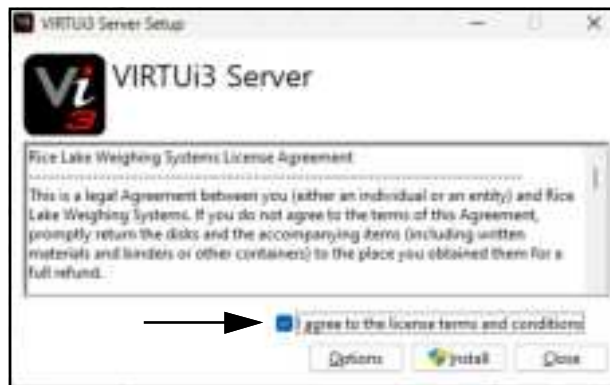 VIRTUi3 Server Setup
Vi
3
VIRTUi3 Server
Rice Lake Weighing Systems License Agreement
This is a legal Agreement between you (either an individual or an entity) and Rice
Lake Weighing Systems. If you do not agree to the terms of this Agreement,
promptly return the disks and the accompanying items (including written
materials and binders or other containers) to the place you obtained them for a
full refund.
I agree to the license terms and conditions
Options Install Close